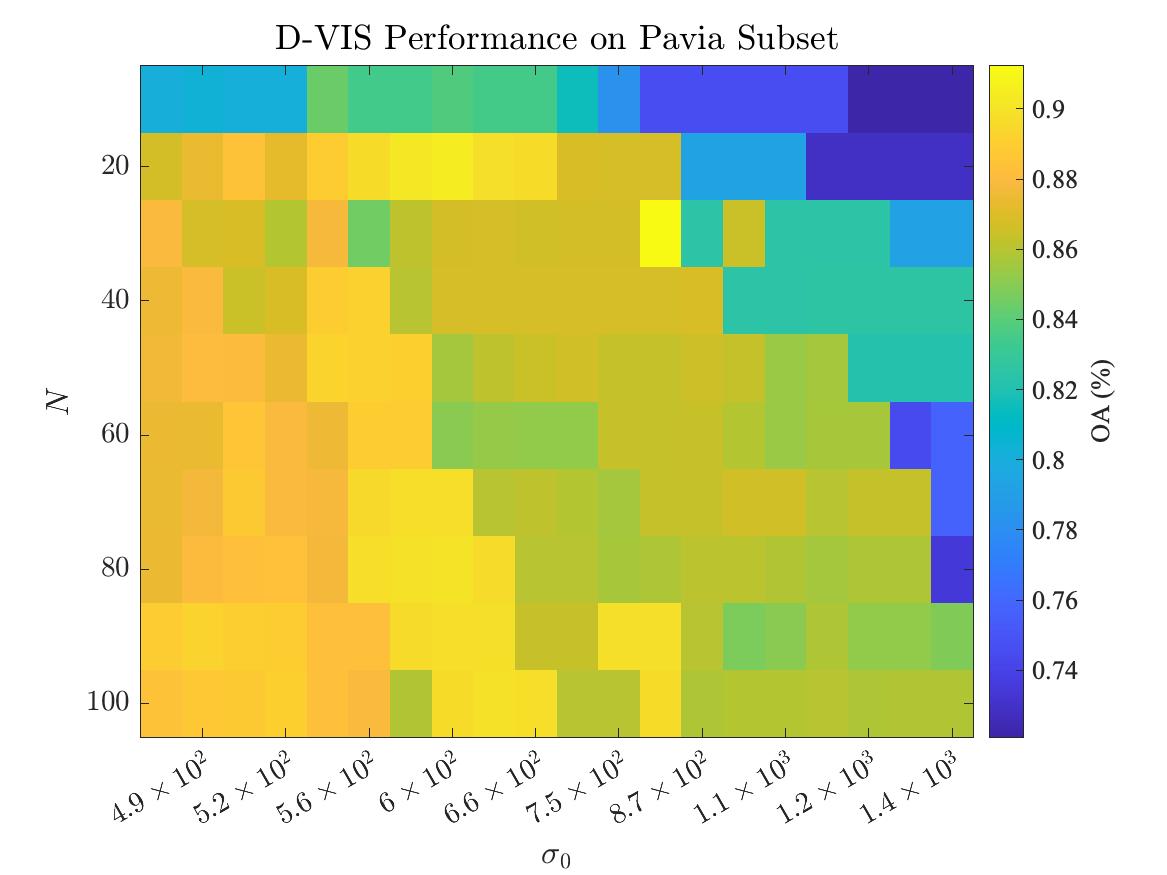 D-VIS Performance on Pavia Subset
20
40
60
80
100
N
4.9 × 10²
5.2 × 10²
5.6 × 10²
6 × 10²
6.6 × 10²
7.5 × 10²
8.7 × 10²
1.1 × 10³
1.2 × 10³
1.4 × 10³
σ₀
0.9
0.88
0.86
0.84
0.82
0.8
0.78
0.76
0.74
OA (%)